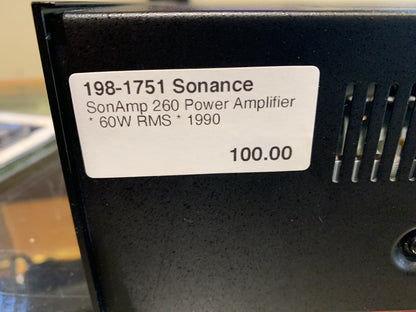 198-1751 Sonance
SonAmp 260 Power Amplifier
* 60W RMS * 1990
100.00